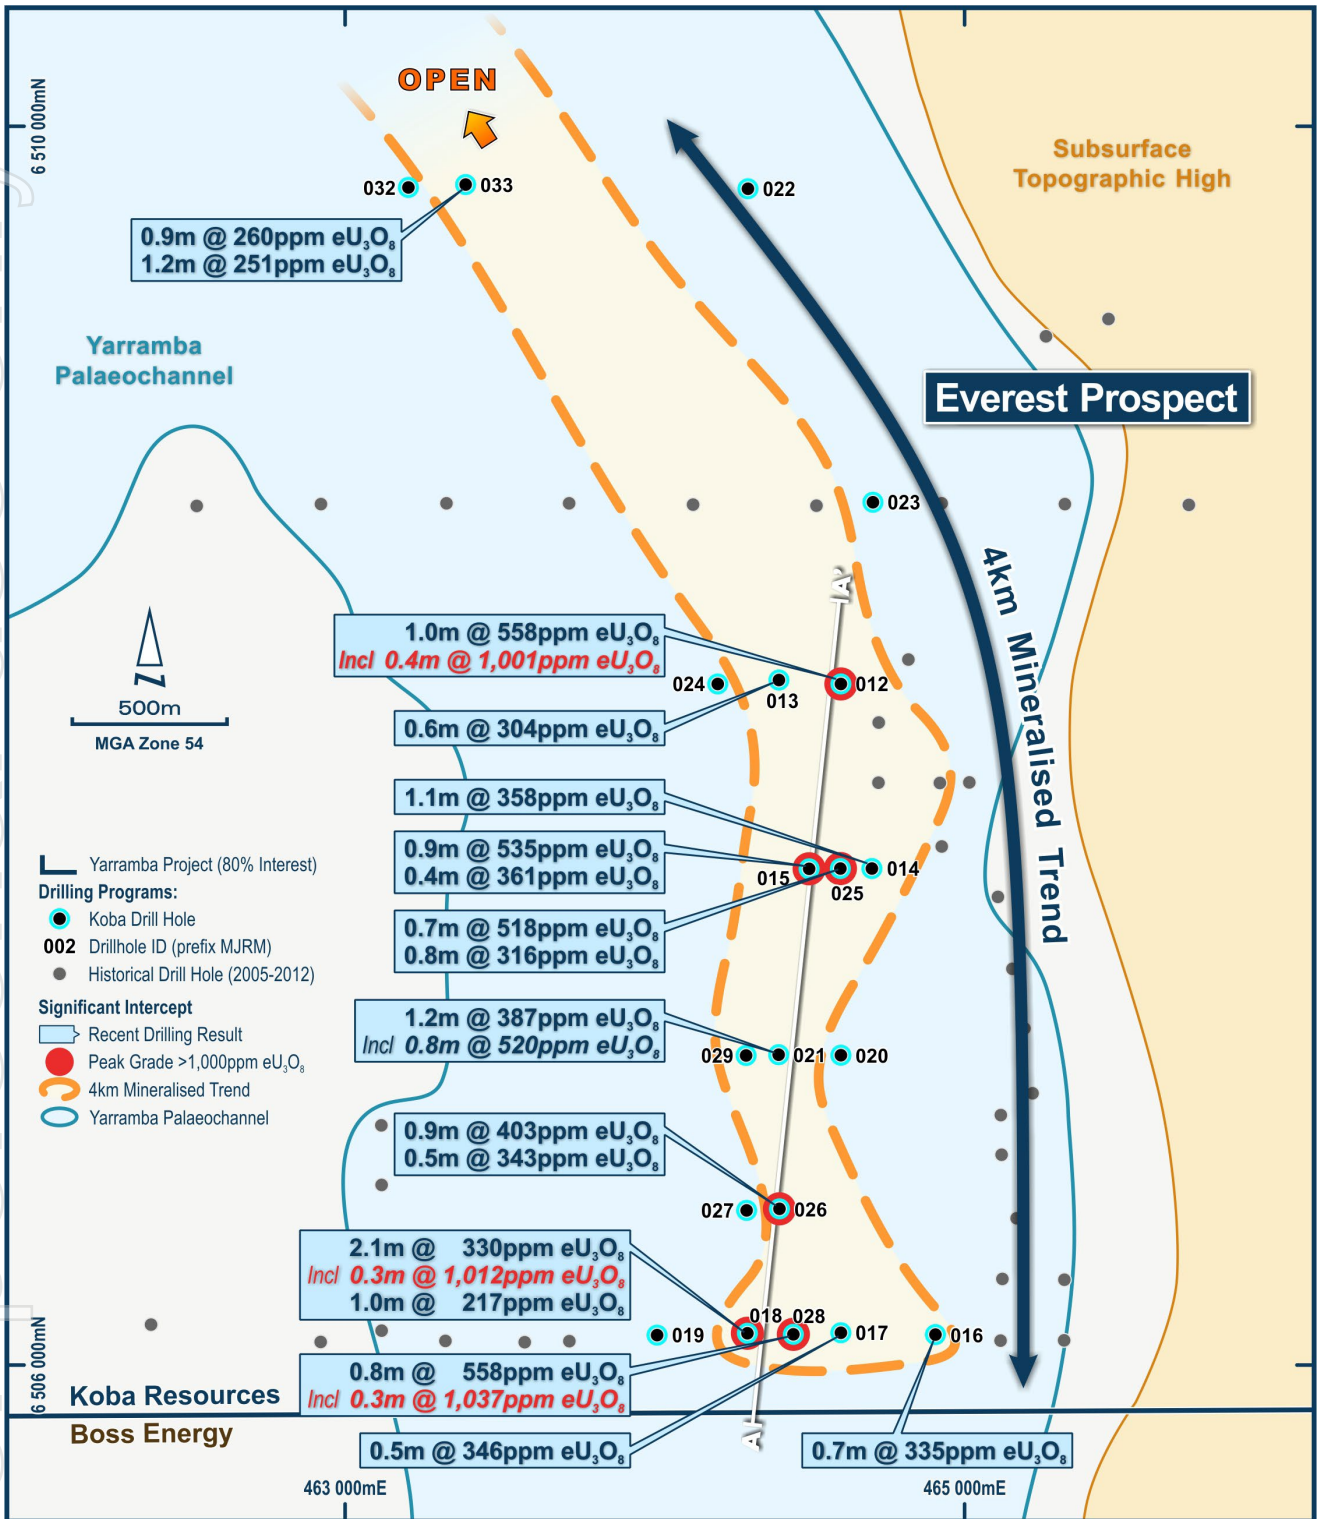 OPEN
6 510 000mN
Subsurface
Topographic High
032
033
022
0.9m @ 260ppm eU₃O₈
1.2m @ 251ppm eU₃O₈
Yarramba
Palaeochannel
Everest Prospect
023
4km Mineralised Trend
A'
1.0m @ 558ppm eU₃O₈
Incl 0.4m @ 1,001ppm eU₃O₈
024
013
012
N
500m
MGA Zone 54
0.6m @ 304ppm eU₃O₈
1.1m @ 358ppm eU₃O₈
0.9m @ 535ppm eU₃O₈
0.4m @ 361ppm eU₃O₈
015
025
014
0.7m @ 518ppm eU₃O₈
0.8m @ 316ppm eU₃O₈
Yarramba Project (80% Interest)
Drilling Programs:
Koba Drill Hole
002 Drillhole ID (prefix MJRM)
Historical Drill Hole (2005-2012)
Significant Intercept
Recent Drilling Result
Peak Grade >1,000ppm eU₃O₈
4km Mineralised Trend
Yarramba Palaeochannel
1.2m @ 387ppm eU₃O₈
Incl 0.8m @ 520ppm eU₃O₈
029
021
020
0.9m @ 403ppm eU₃O₈
0.5m @ 343ppm eU₃O₈
027
026
2.1m @ 330ppm eU₃O₈
Incl 0.3m @ 1,012ppm eU₃O₈
1.0m @ 217ppm eU₃O₈
019
018
028
017
016
6 506 000mN
0.8m @ 558ppm eU₃O₈
Incl 0.3m @ 1,037ppm eU₃O₈
Koba Resources
Boss Energy
A
0.5m @ 346ppm eU₃O₈
0.7m @ 335ppm eU₃O₈
463 000mE
465 000mE